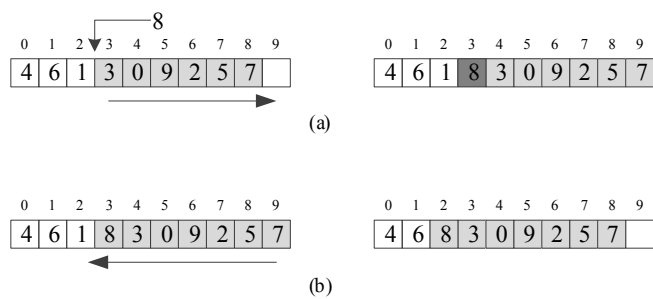 8
0 1 2 3 4 5 6 7 8 9 0 1 2 3 4 5 6 7 8 9
4 6 1 3 0 9 2 5 7 4 6 1 8 3 0 9 2 5 7
(a)
0 1 2 3 4 5 6 7 8 9 0 1 2 3 4 5 6 7 8 9
4 6 1 8 3 0 9 2 5 7 4 6 8 3 0 9 2 5 7
(b)